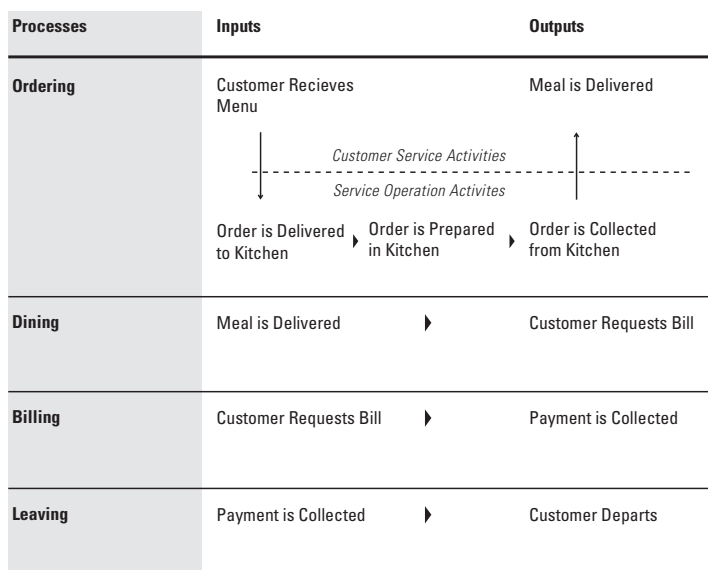 Processes Inputs Outputs
Ordering Customer Recieves Meal is Delivered
Menu
Customer Service Activities
Service Operation Activites
Order is Delivered Order is Prepared Order is Collected
to Kitchen in Kitchen from Kitchen
Dining Meal is Delivered Customer Requests Bill
Billing Customer Requests Bill Payment is Collected
Leaving Payment is Collected Customer Departs